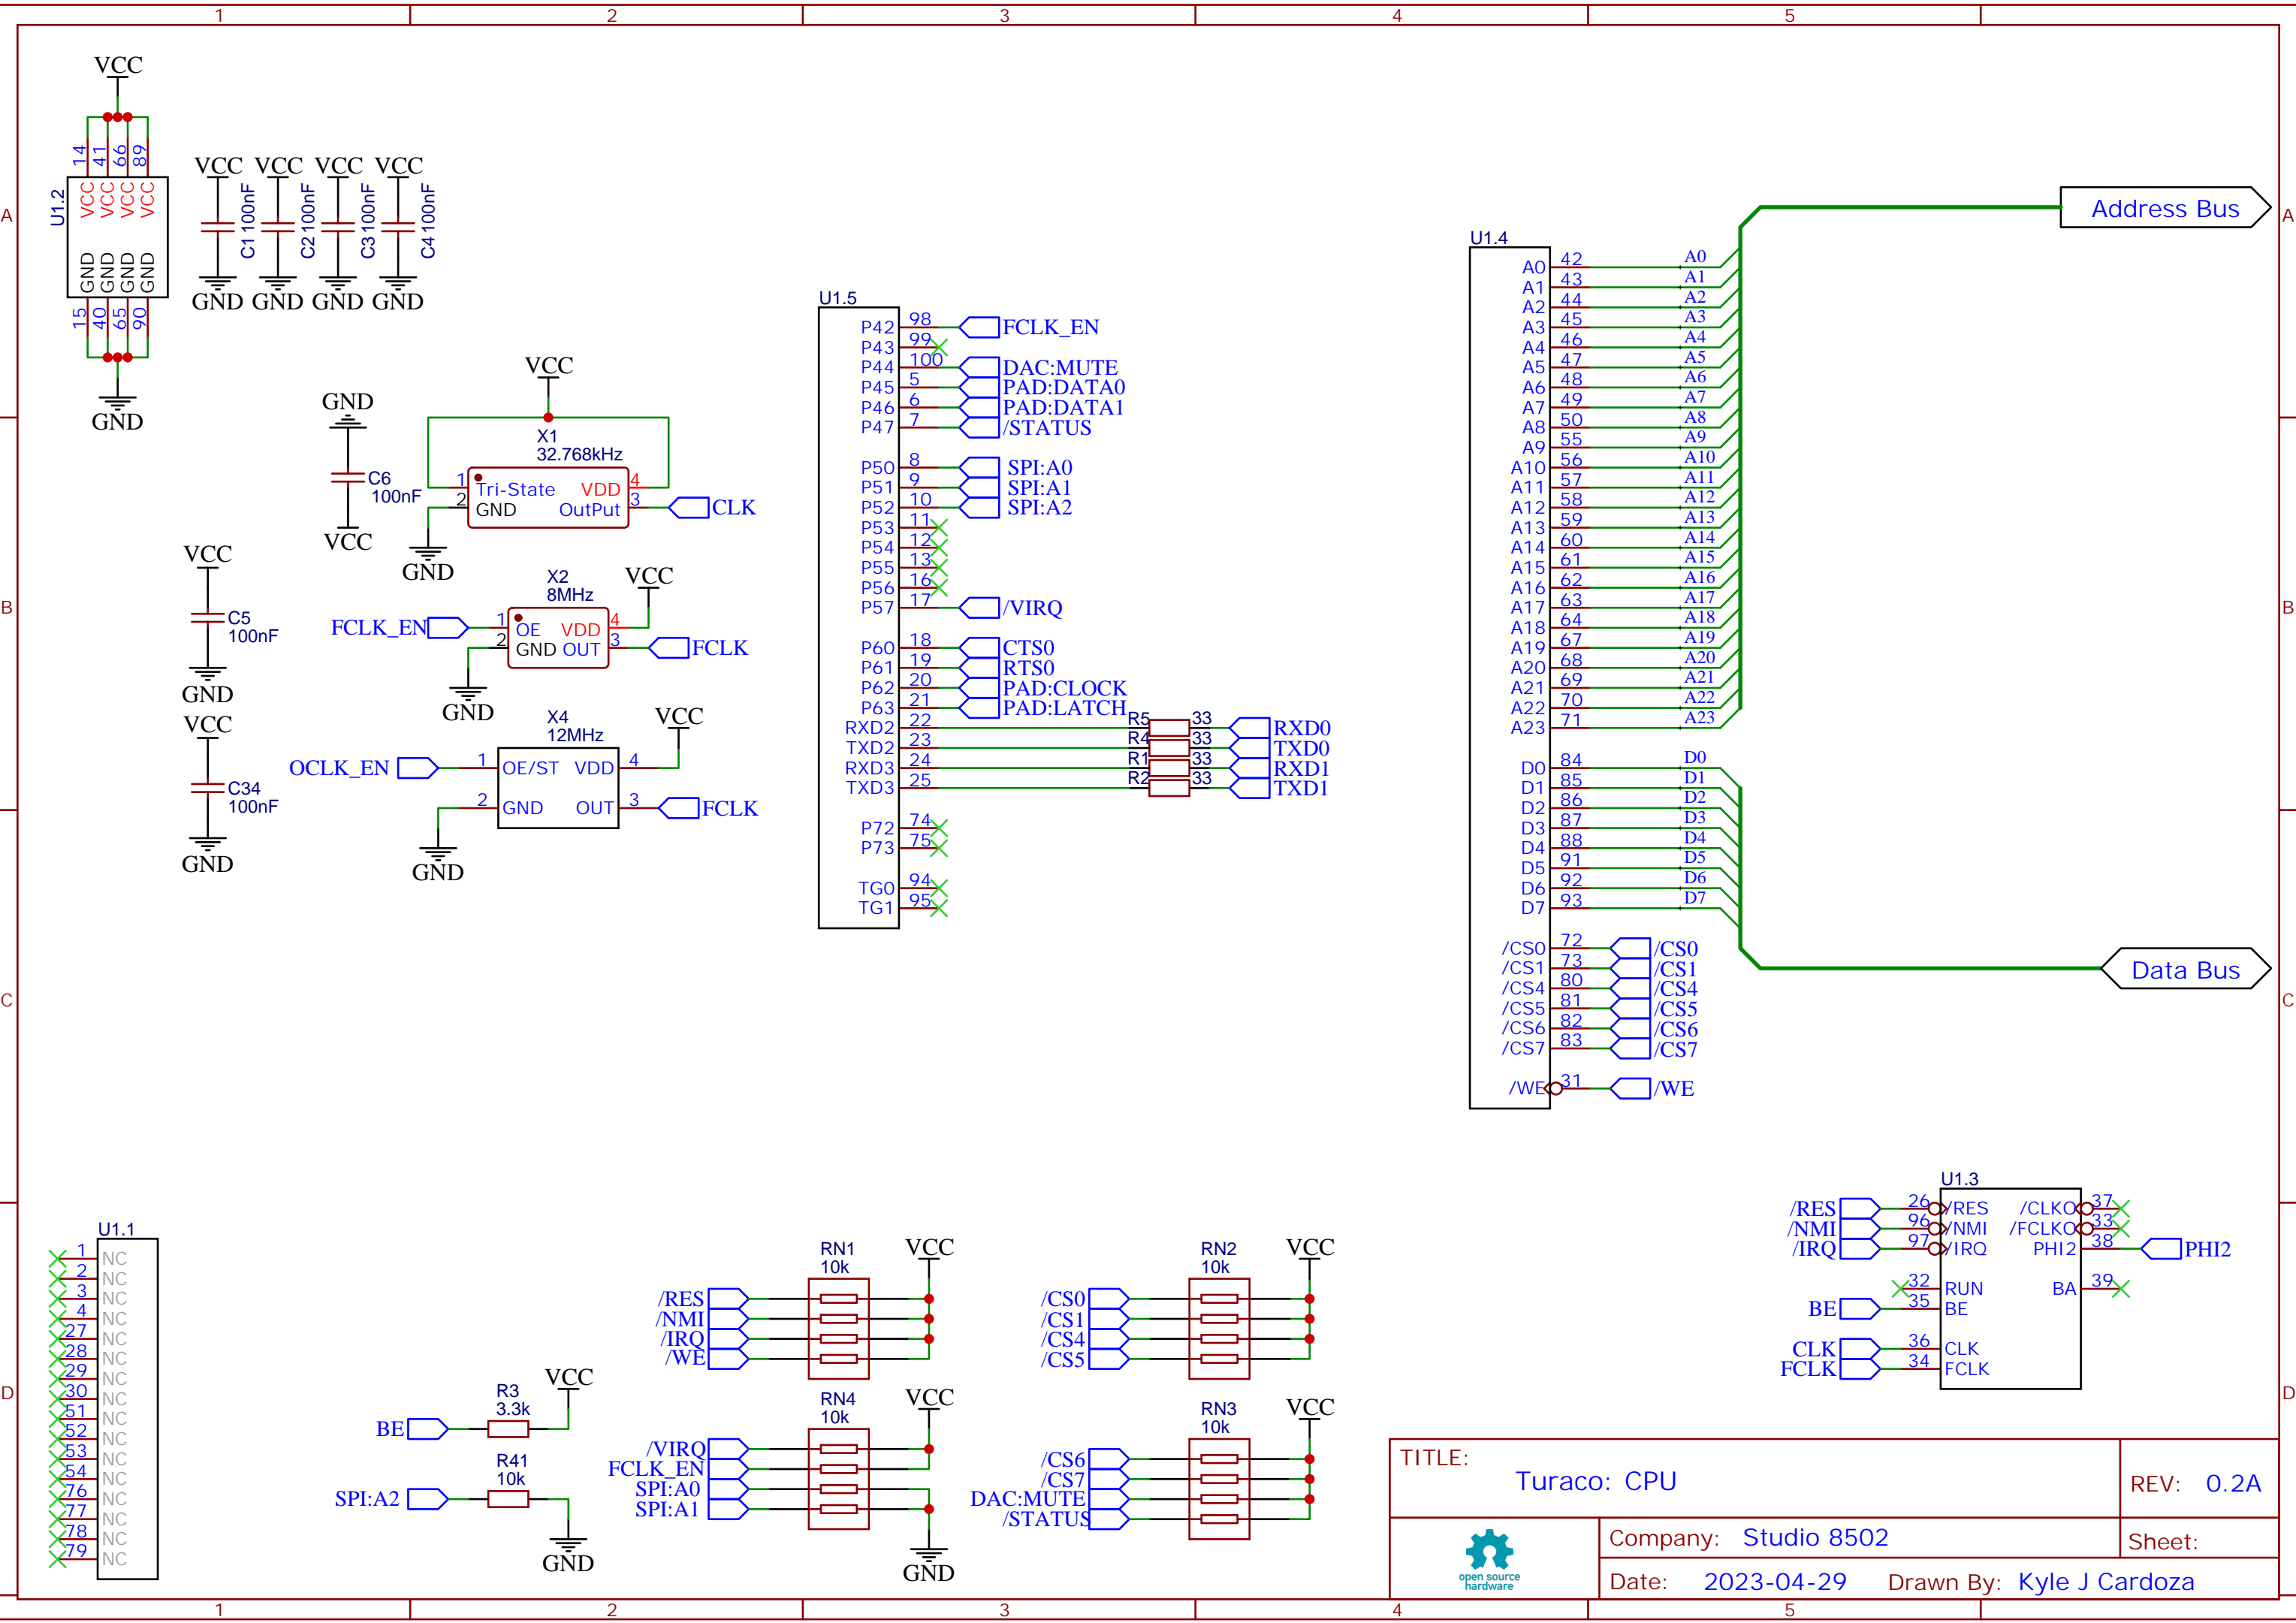 1 2 3 4 5
A
B
C
D
VCC
14 41 66 89
U1.2
VCC VCC VCC VCC
GND GND GND GND
15 40 65 90
GND
VCC VCC VCC VCC
C1 100nF
C2 100nF
C3 100nF
C4 100nF
GND GND GND GND
GND
C6
100nF
VCC
VCC
X1
32.768kHz
1 Tri-State VDD 4
2 GND OutPut 3
CLK
GND
VCC
C5
100nF
GND
X2
8MHz
VCC
FCLK_EN
1 OE VDD 4
2 GND OUT 3
FCLK
GND
VCC
C34
100nF
GND
X4
12MHz
VCC
OCLK_EN
1 OE/ST VDD 4
2 GND OUT 3
FCLK
GND
U1.5
P42 98 FCLK_EN
P43 99
P44 100 DAC:MUTE
P45 5 PAD:DATA0
P46 6 PAD:DATA1
P47 7 /STATUS
P50 8 SPI:A0
P51 9 SPI:A1
P52 10 SPI:A2
P53 11
P54 12
P55 13
P56 16
P57 17 /VIRQ
P60 18 CTS0
P61 19 RTS0
P62 20 PAD:CLOCK
P63 21 PAD:LATCH
RXD2 22 R5 33 RXD0
TXD2 23 R4 33 TXD0
RXD3 24 R1 33 RXD1
TXD3 25 R2 33 TXD1
P72 74
P73 75
TG0 94
TG1 95
U1.4
A0 42 A0
A1 43 A1
A2 44 A2
A3 45 A3
A4 46 A4
A5 47 A5
A6 48 A6
A7 49 A7
A8 50 A8
A9 55 A9
A10 56 A10
A11 57 A11
A12 58 A12
A13 59 A13
A14 60 A14
A15 61 A15
A16 62 A16
A17 63 A17
A18 64 A18
A19 67 A19
A20 68 A20
A21 69 A21
A22 70 A22
A23 71 A23
D0 84 D0
D1 85 D1
D2 86 D2
D3 87 D3
D4 88 D4
D5 91 D5
D6 92 D6
D7 93 D7
/CS0 72 /CS0
/CS1 73 /CS1
/CS4 80 /CS4
/CS5 81 /CS5
/CS6 82 /CS6
/CS7 83 /CS7
/WE 31 /WE
Address Bus
Data Bus
U1.1
1 NC
2 NC
3 NC
4 NC
27 NC
28 NC
29 NC
30 NC
51 NC
52 NC
53 NC
54 NC
76 NC
77 NC
78 NC
79 NC
R3
3.3k
VCC
BE
R41
10k
SPI:A2
GND
RN1
10k
VCC
/RES
/NMI
/IRQ
/WE
RN4
10k
VCC
/VIRQ
FCLK_EN
SPI:A0
SPI:A1
GND
RN2
10k
VCC
/CS0
/CS1
/CS4
/CS5
RN3
10k
VCC
/CS6
/CS7
DAC:MUTE
/STATUS
U1.3
/RES 26 /RES /CLKO 37
/NMI 96 /NMI /FCLKO 33
/IRQ 97 /IRQ PHI2 38 PHI2
32 RUN BA 39
BE 35 BE
CLK 36 CLK
FCLK 34 FCLK
TITLE:
Turaco: CPU
REV: 0.2A
open source
hardware
Company: Studio 8502
Sheet:
Date: 2023-04-29 Drawn By: Kyle J Cardoza
A
B
C
D
1 2 3 4 5